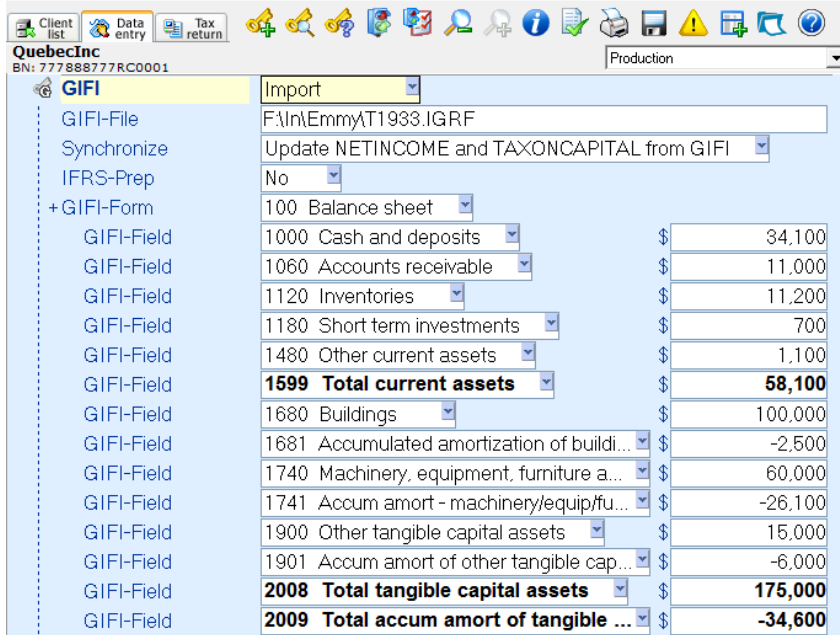 Client list
Data entry
Tax return
QuebecInc
BN: 777888777RC0001
Production
GIFI Import
GIFI-File F:\In\Emmy\T1933.IGRF
Synchronize Update NETINCOME and TAXONCAPITAL from GIFI
IFRS-Prep No
+GIFI-Form 100 Balance sheet
GIFI-Field 1000 Cash and deposits $ 34,100
GIFI-Field 1060 Accounts receivable $ 11,000
GIFI-Field 1120 Inventories $ 11,200
GIFI-Field 1180 Short term investments $ 700
GIFI-Field 1480 Other current assets $ 1,100
GIFI-Field 1599 Total current assets $ 58,100
GIFI-Field 1680 Buildings $ 100,000
GIFI-Field 1681 Accumulated amortization of buildi... $ -2,500
GIFI-Field 1740 Machinery, equipment, furniture a... $ 60,000
GIFI-Field 1741 Accum amort - machinery/equip/fu... $ -26,100
GIFI-Field 1900 Other tangible capital assets $ 15,000
GIFI-Field 1901 Accum amort of other tangible cap... $ -6,000
GIFI-Field 2008 Total tangible capital assets $ 175,000
GIFI-Field 2009 Total accum amort of tangible ... $ -34,600